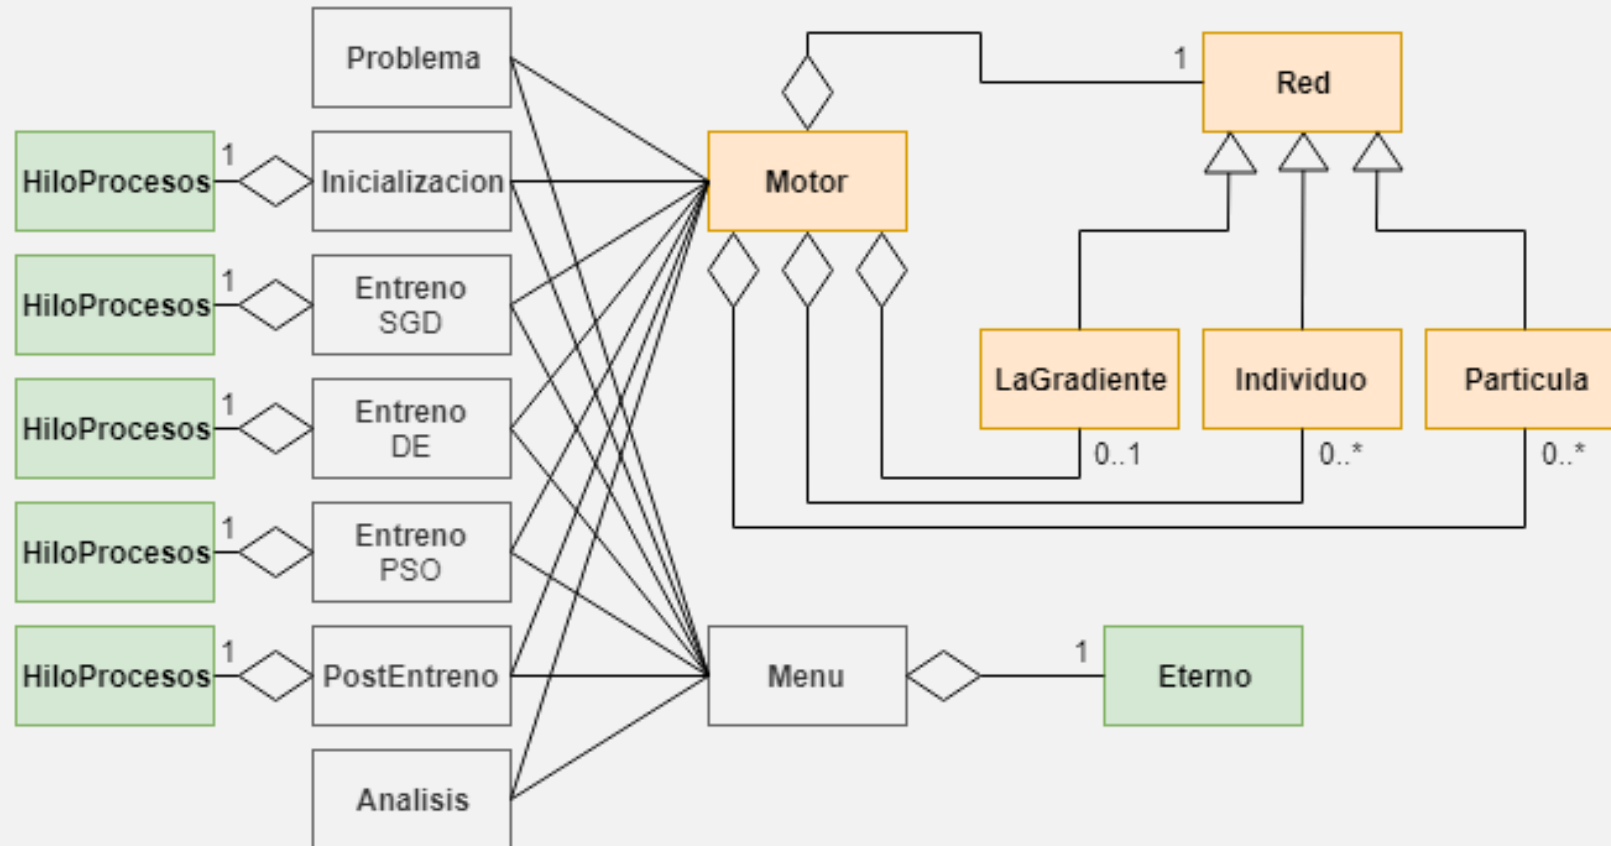 Problema
1
Red
HiloProcesos
1
Inicializacion
Motor
HiloProcesos
1
Entreno
SGD
HiloProcesos
1
Entreno
DE
LaGradiente
Individuo
Particula
0..1
0..*
0..*
HiloProcesos
1
Entreno
PSO
HiloProcesos
1
PostEntreno
Menu
1
Eterno
Analisis